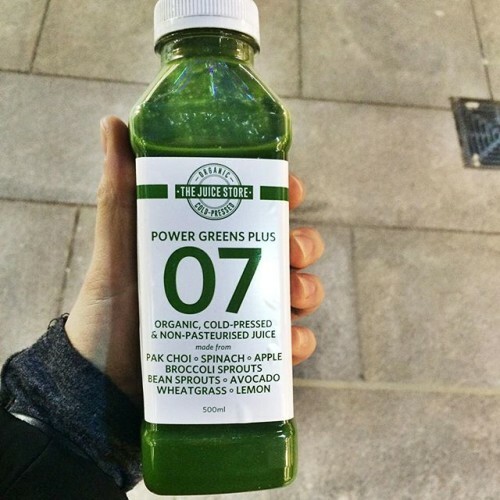 ORGANIC
THE JUICE STORE
COLD-PRESSED
POWER GREENS PLUS
07
ORGANIC, COLD-PRESSED
& NON-PASTEURISED JUICE
made from
PAK CHOI ∘ SPINACH ∘ APPLE
BROCCOLI SPROUTS
BEAN SPROUTS ∘ AVOCADO
WHEATGRASS ∘ LEMON
500ml